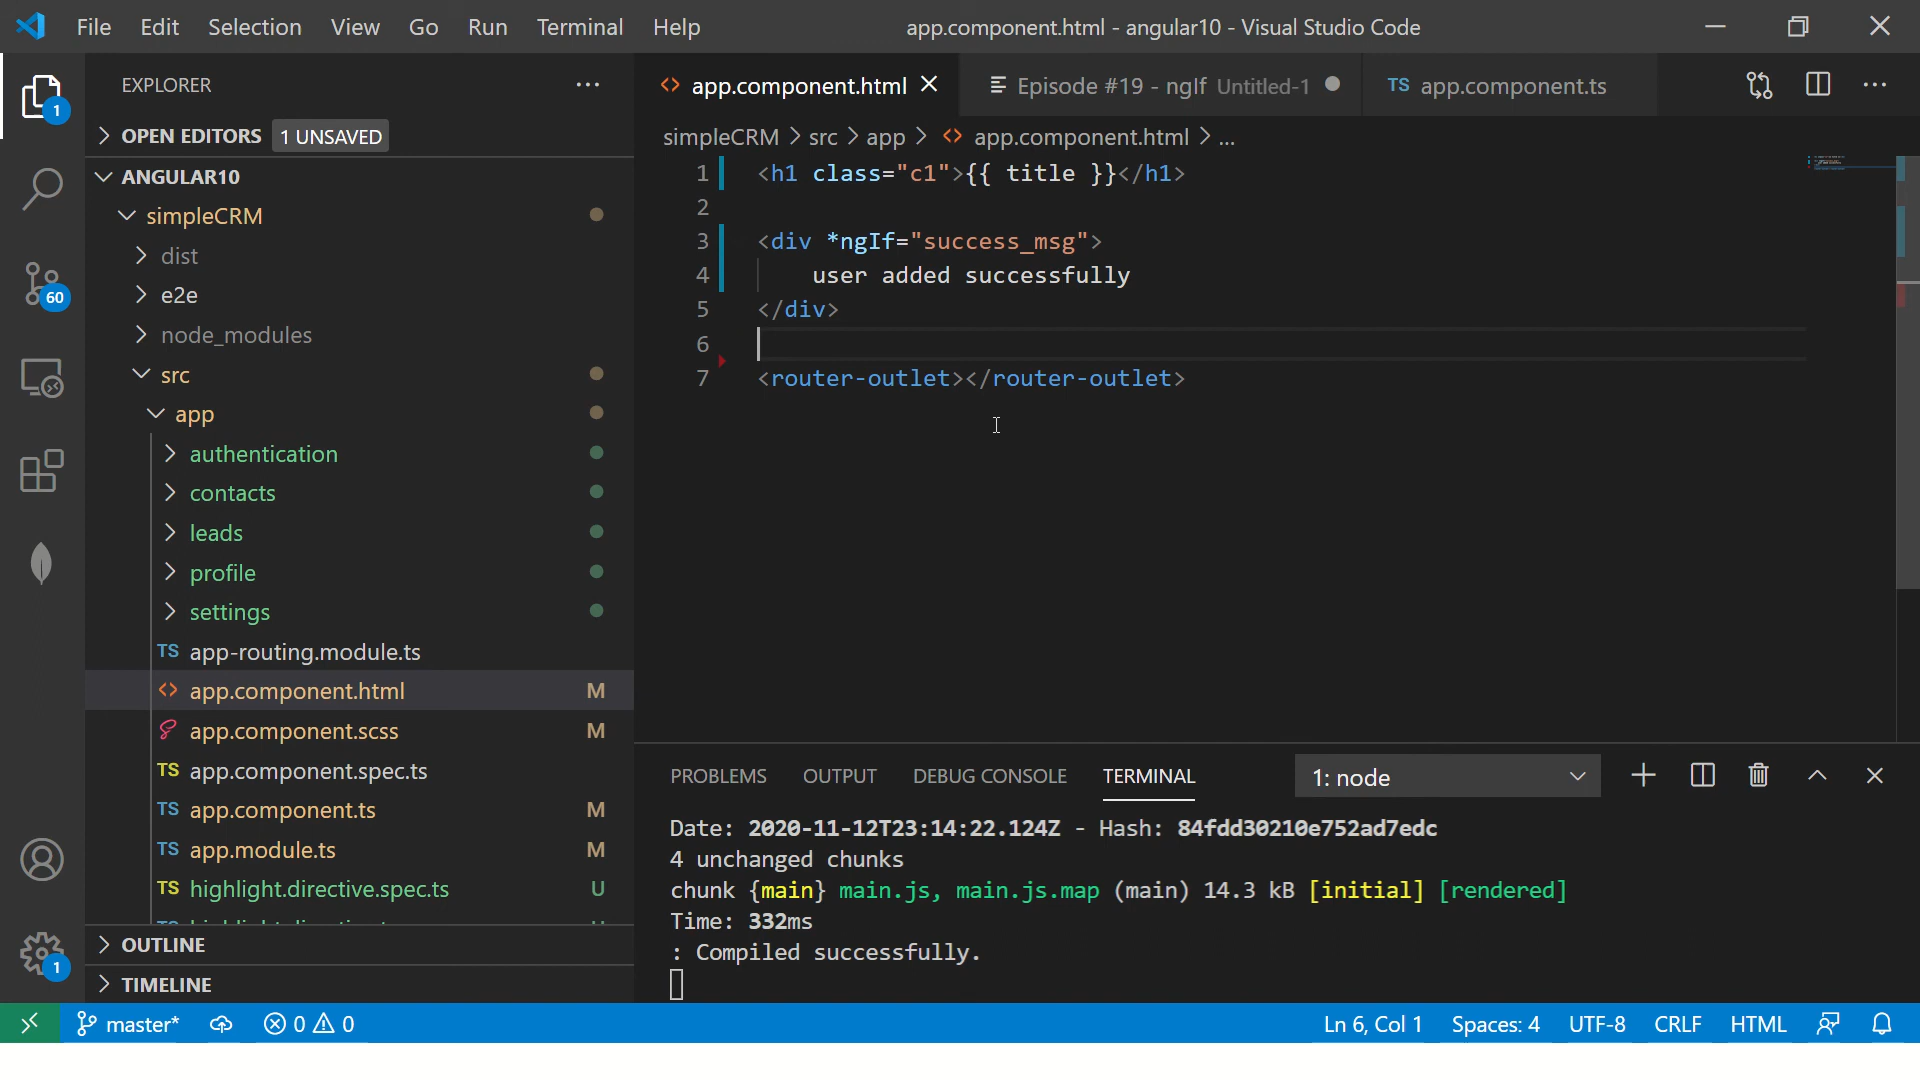 File Edit Selection View Go Run Terminal Help app.component.html - angular10 - Visual Studio Code
EXPLORER
1
OPEN EDITORS 1 UNSAVED
ANGULAR10
simpleCRM
dist
e2e
60
node_modules
src
app
authentication
contacts
leads
profile
settings
TS app-routing.module.ts
<> app.component.html M
app.component.scss M
TS app.component.spec.ts
TS app.component.ts M
TS app.module.ts M
TS highlight.directive.spec.ts U
OUTLINE
1
TIMELINE
<> app.component.html Episode #19 - ngIf Untitled-1 TS app.component.ts
simpleCRM > src > app > <> app.component.html > ...
1 <h1 class="c1">{{ title }}</h1>
2
3 <div *ngIf="success_msg">
4 user added successfully
5 </div>
6
7 <router-outlet></router-outlet>
PROBLEMS OUTPUT DEBUG CONSOLE TERMINAL 1: node
Date: 2020-11-12T23:14:22.124Z - Hash: 84fdd30210e752ad7edc
4 unchanged chunks
chunk {main} main.js, main.js.map (main) 14.3 kB [initial] [rendered]
Time: 332ms
: Compiled successfully.
master* 0 0 Ln 6, Col 1 Spaces: 4 UTF-8 CRLF HTML